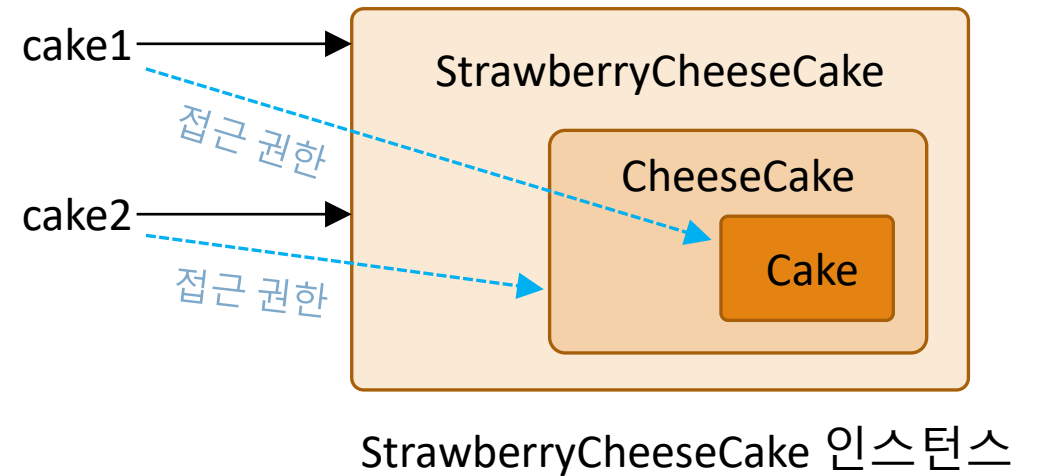 cake1
StrawberryCheeseCake
접근 권한
CheeseCake
cake2
Cake
접근 권한
StrawberryCheeseCake 인스턴스